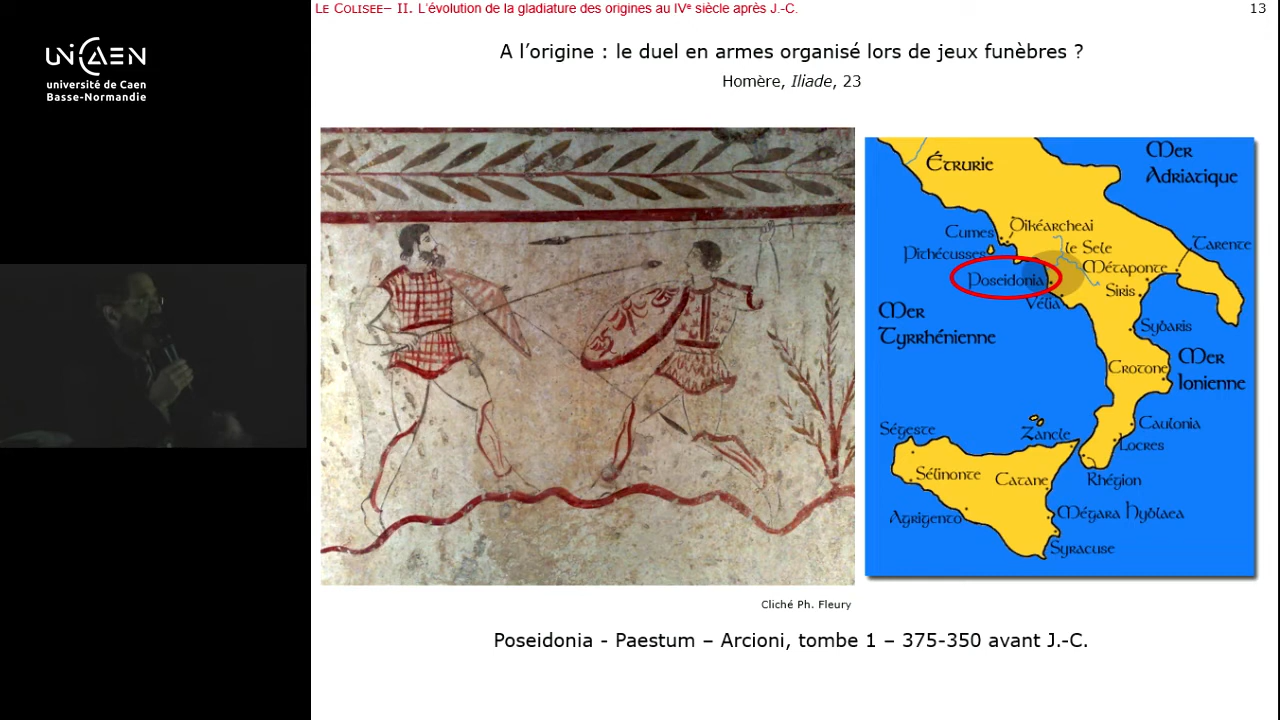 LE COLISEE– II. L'évolution de la gladiature des origines au IVe siècle après J.-C.
13
UNICAEN
université de Caen
Basse-Normandie
A l'origine : le duel en armes organisé lors de jeux funèbres ?
Homère, Iliade, 23
Étrurie
Mer
Adriatique
Cumes
Dikéarcheai
Pithécusses
le Sele
Tarente
Poseidonia
Métaponte
Siris
Vélia
Mer
Tyrrhénienne
Sybaris
Crotone
Mer
Ionienne
Caulonia
Locres
Rhégion
Zancle
Ségeste
Sélinonte
Catane
Agrigento
Mégara Hyblaea
Syracuse
Cliché Ph. Fleury
Poseidonia - Paestum – Arcioni, tombe 1 – 375-350 avant J.-C.